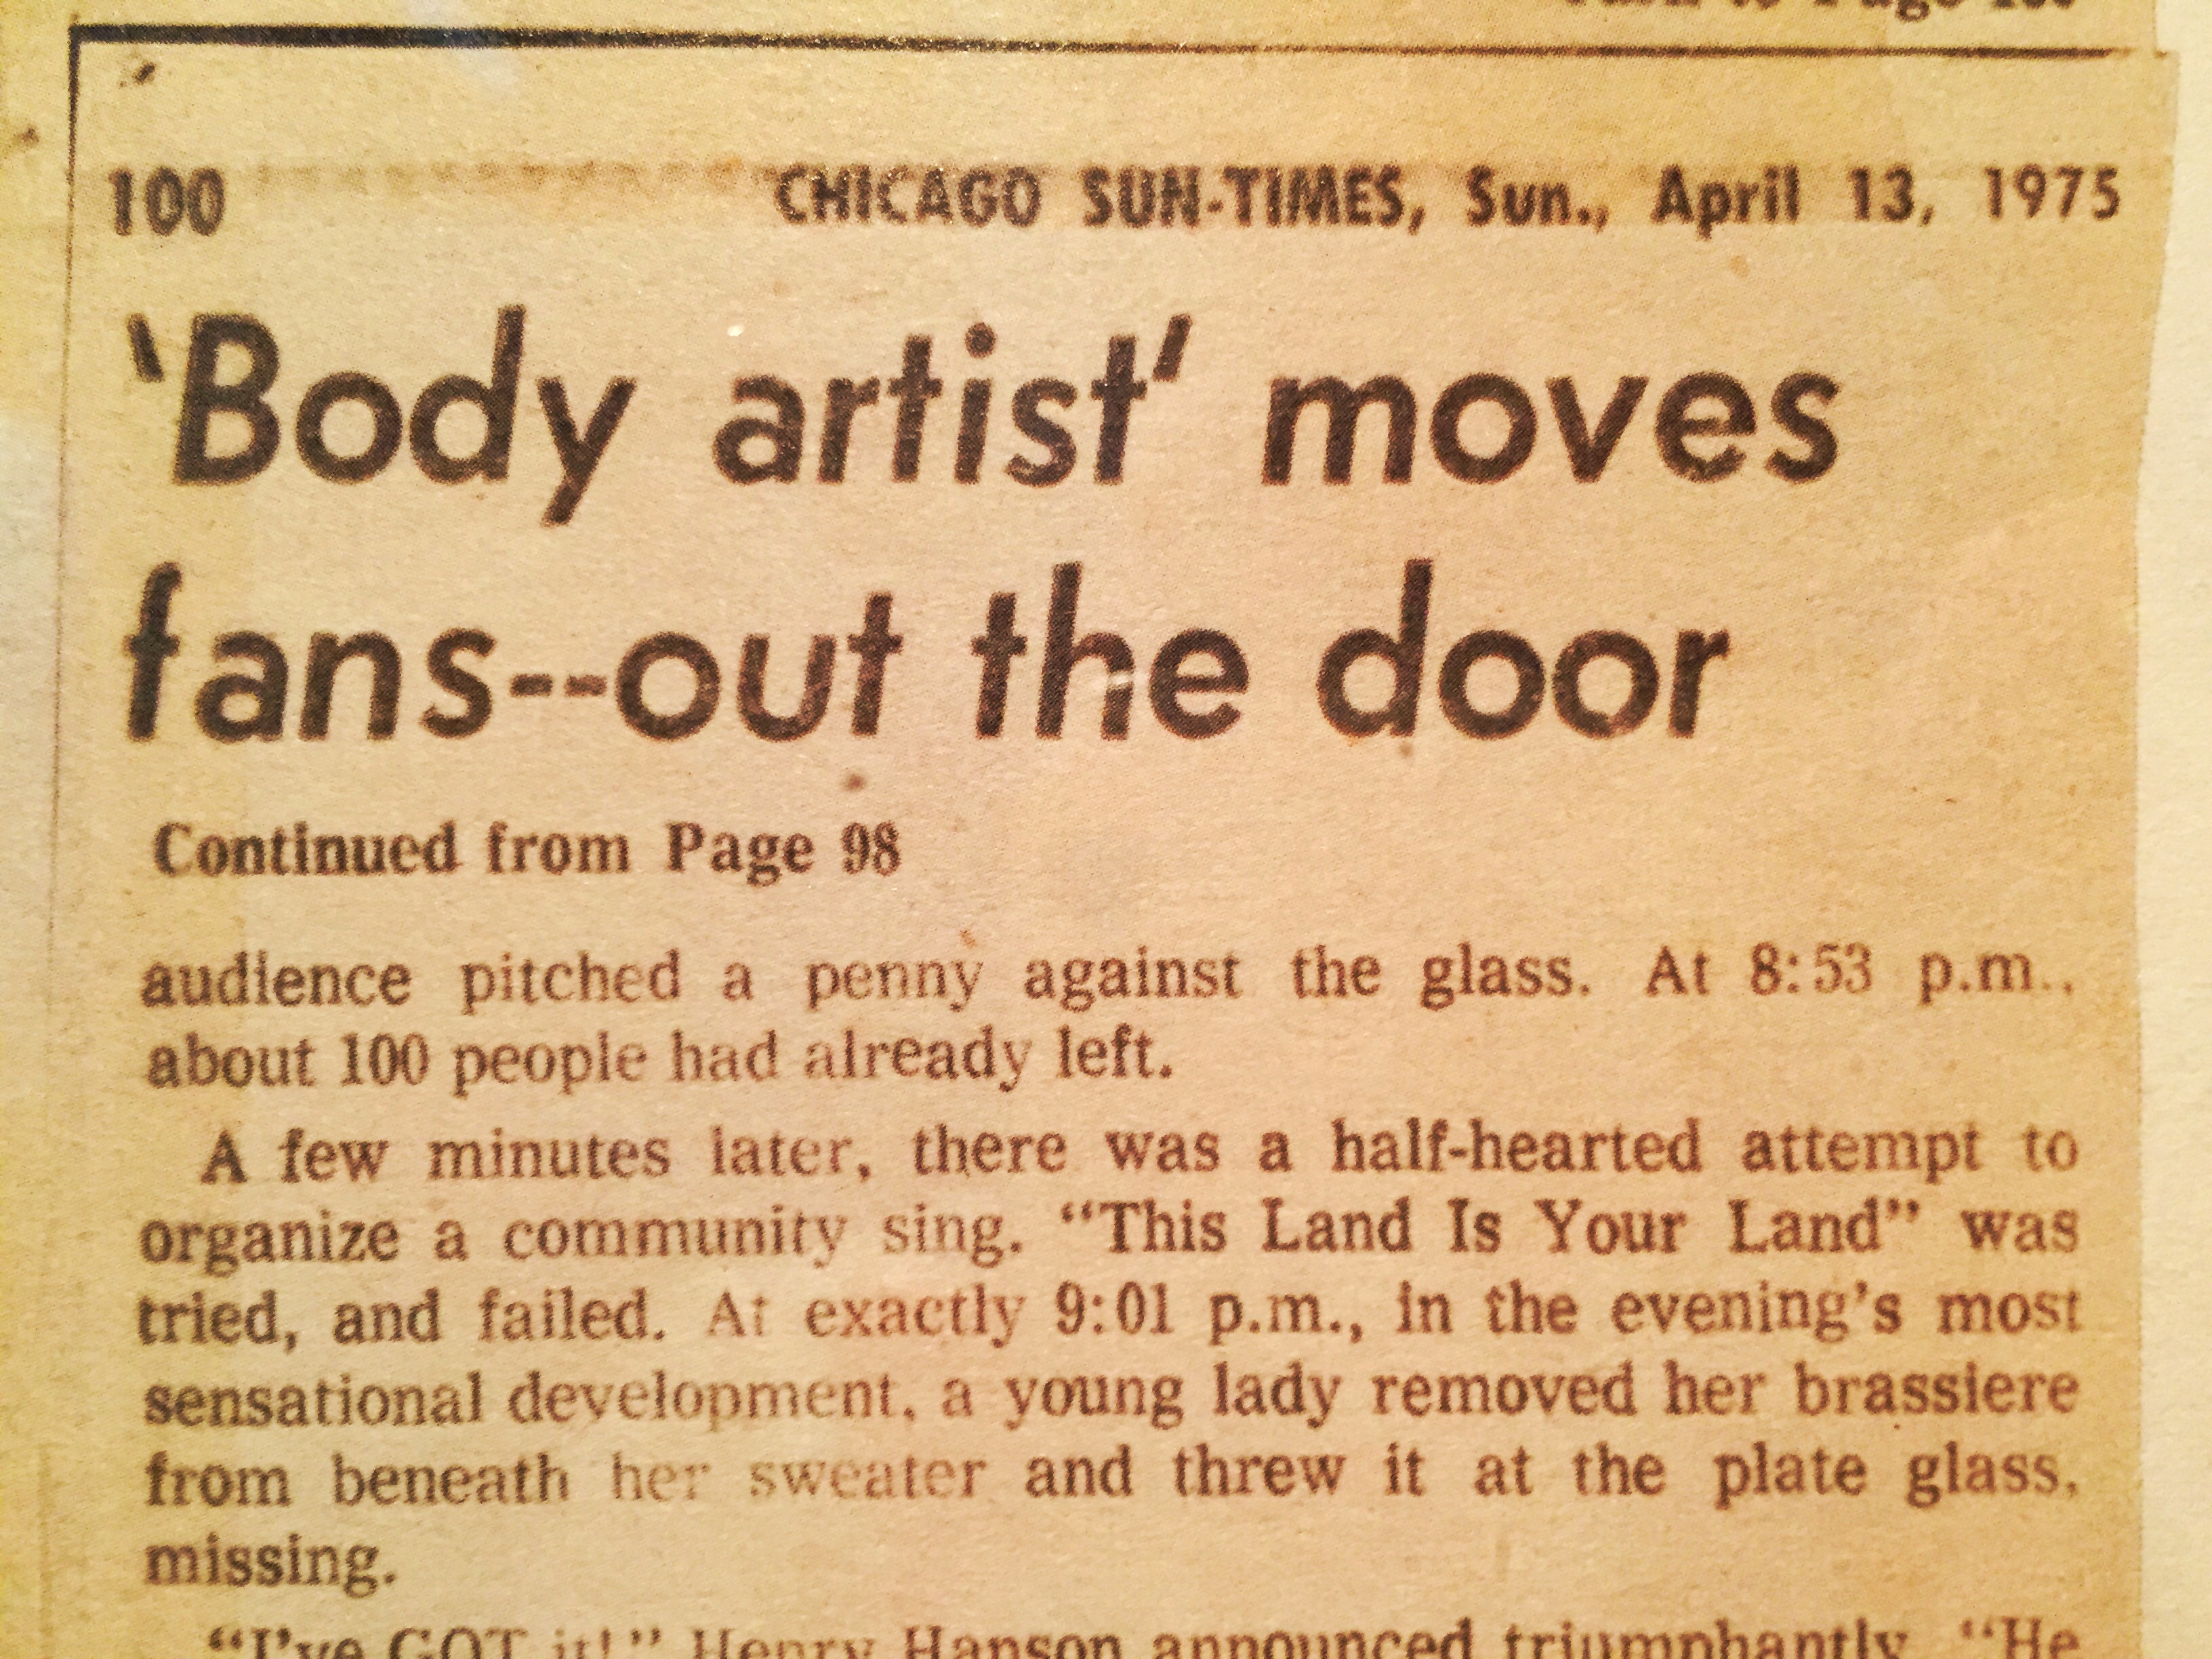 100 CHICAGO SUN-TIMES, Sun., April 13, 1975
'Body artist' moves
fans--out the door
Continued from Page 98
audience pitched a penny against the glass. At 8:53 p.m.,
about 100 people had already left.
A few minutes later, there was a half-hearted attempt to
organize a community sing. “This Land Is Your Land” was
tried, and failed. At exactly 9:01 p.m., in the evening's most
sensational development, a young lady removed her brassiere
from beneath her sweater and threw it at the plate glass,
missing.
“I've GOT it!” Henry Hanson announced triumphantly. “He